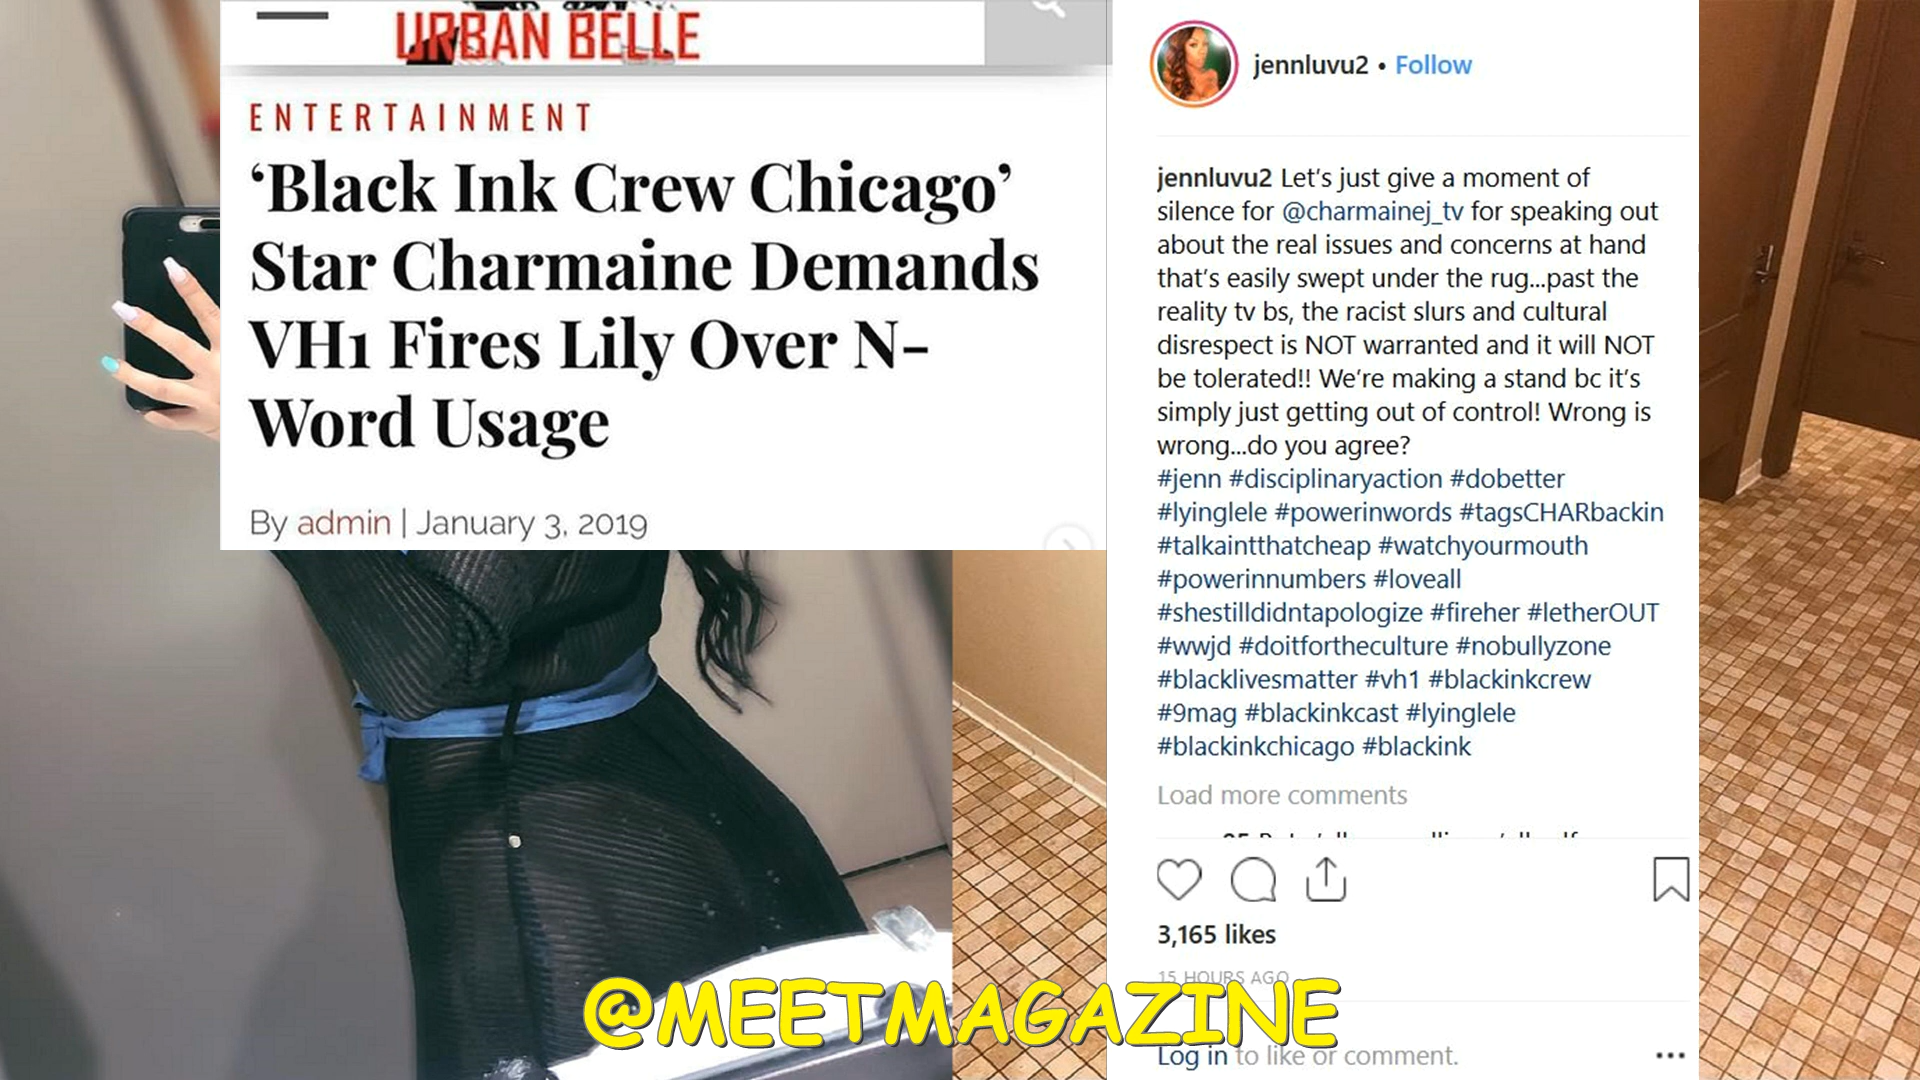 URBAN BELLE
ENTERTAINMENT
‘Black Ink Crew Chicago’
Star Charmaine Demands
VH1 Fires Lily Over N-
Word Usage
By admin | January 3, 2019
jennluvu2 • Follow
jennluvu2 Let’s just give a moment of
silence for @charmainej_tv for speaking out
about the real issues and concerns at hand
that’s easily swept under the rug...past the
reality tv bs, the racist slurs and cultural
disrespect is NOT warranted and it will NOT
be tolerated!! We’re making a stand bc it’s
simply just getting out of control! Wrong is
wrong...do you agree?
#jenn #disciplinaryaction #dobetter
#lyinglele #powerinwords #tagsCHARbackin
#talkaintthatcheap #watchyourmouth
#powerinnumbers #loveall
#shestilldidntapologize #fireher #letherOUT
#wwjd #doitfortheculture #nobullyzone
#blacklivesmatter #vh1 #blackinkcrew
#9mag #blackinkcast #lyinglele
#blackinkchicago #blackink
Load more comments
3,165 likes
15 HOURS AGO
@MEETMAGAZINE
Log in to like or comment.